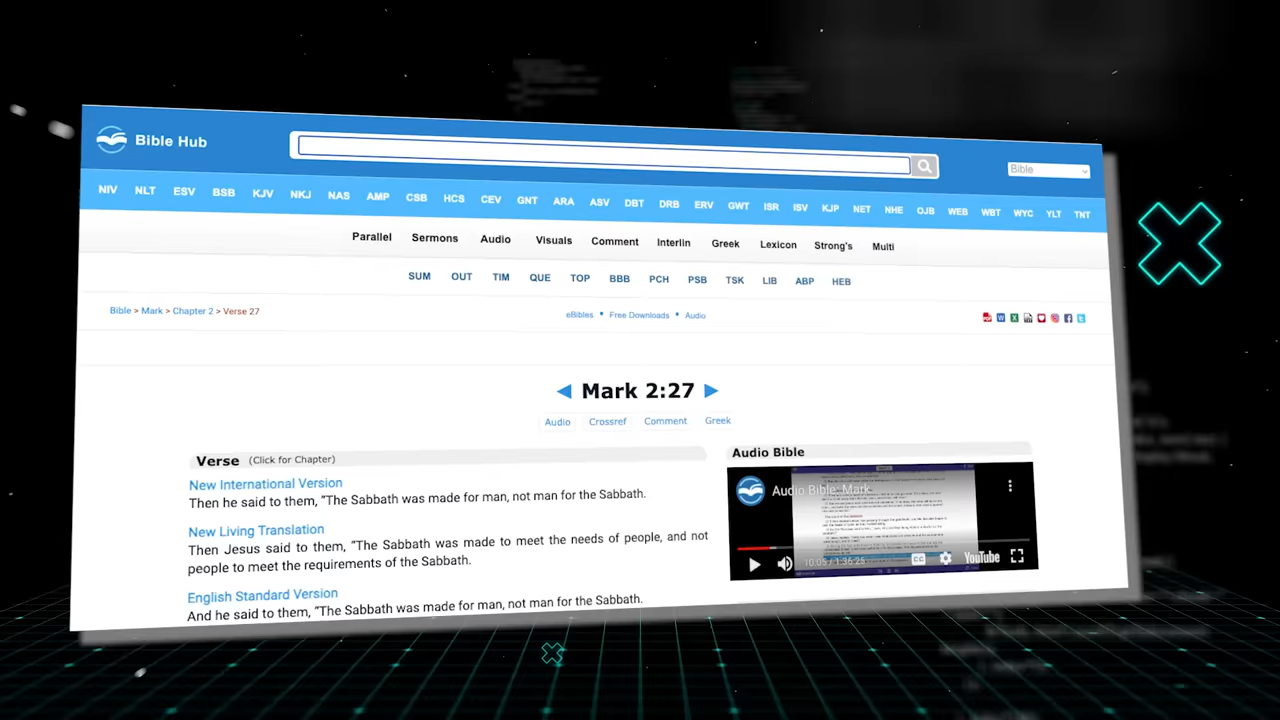 Bible Hub
Bible
NIV NLT ESV BSB KJV NKJ NAS AMP CSB HCS CEV GNT ARA ASV DBT DRB ERV GWT ISR ISV KJP NET NHE OJB WEB WBT WYC YLT TNT
Parallel Sermons Audio Visuals Comment Interlin Greek Lexicon Strong's Multi
SUM OUT TIM QUE TOP BBB PCH PSB TSK LIB ABP HEB
Bible > Mark > Chapter 2 > Verse 27
eBibles • Free Downloads • Audio
◄ Mark 2:27 ►
Audio Crossref Comment Greek
Verse (Click for Chapter)
New International Version
Then he said to them, "The Sabbath was made for man, not man for the Sabbath.
New Living Translation
Then Jesus said to them, "The Sabbath was made to meet the needs of people, and not
people to meet the requirements of the Sabbath.
English Standard Version
And he said to them, "The Sabbath was made for man, not man for the Sabbath.
Audio Bible
Audio Bible: Mark
10:05 / 1:36:25
CC
YouTube